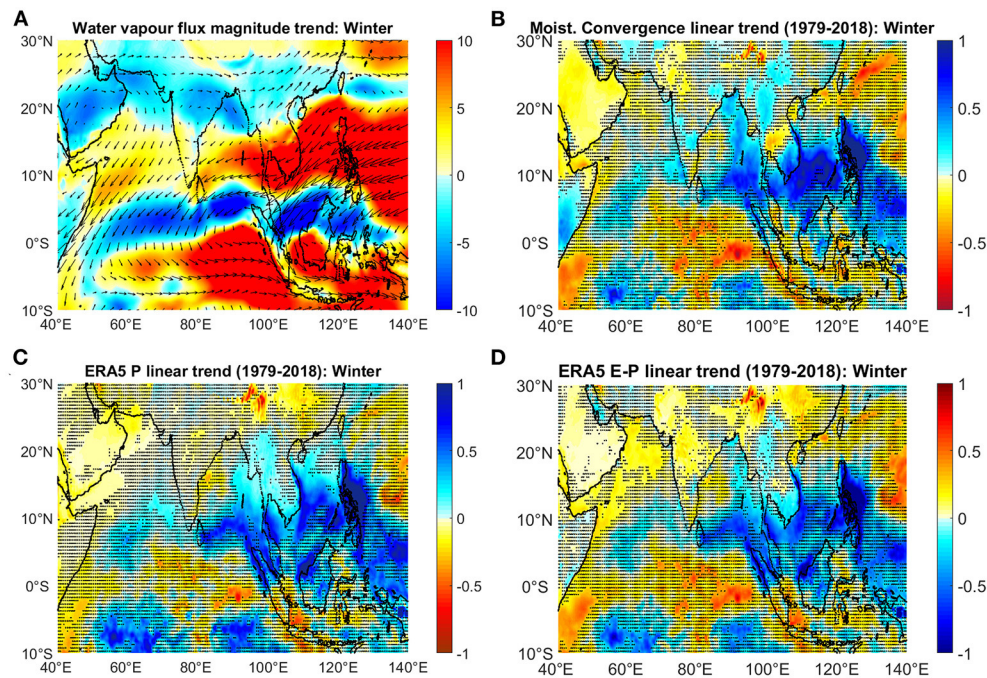 A
Water vapour flux magnitude trend: Winter
30°N
20°N
10°N
0°N
10°S
40°E 60°E 80°E 100°E 120°E 140°E
10
5
0
-5
-10
B
Moist. Convergence linear trend (1979-2018): Winter
30°N
20°N
10°N
0°N
10°S
40°E 60°E 80°E 100°E 120°E 140°E
1
0.5
0
-0.5
-1
C
ERA5 P linear trend (1979-2018): Winter
30°N
20°N
10°N
0°N
10°S
40°E 60°E 80°E 100°E 120°E 140°E
1
0.5
0
-0.5
-1
D
ERA5 E-P linear trend (1979-2018): Winter
30°N
20°N
10°N
0°N
10°S
40°E 60°E 80°E 100°E 120°E 140°E
1
0.5
0
-0.5
-1